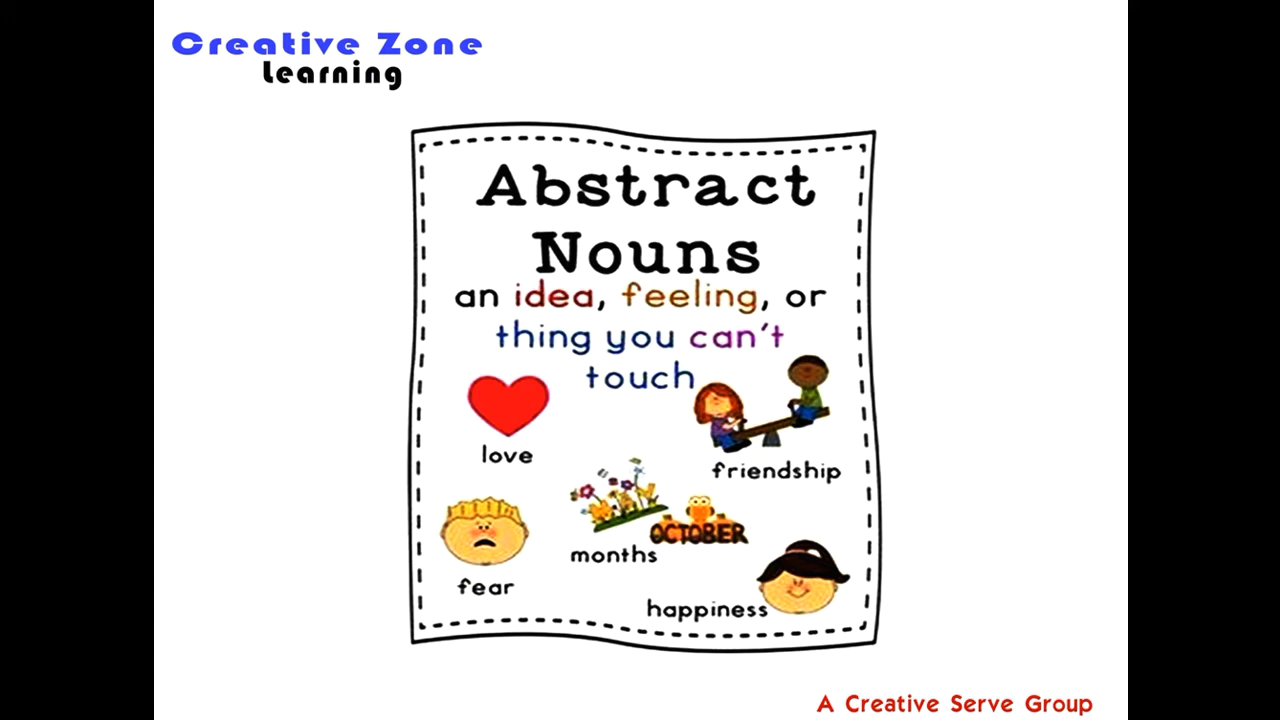 Creative Zone
Learning
Abstract
Nouns
an idea, feeling, or
thing you can't
touch
love
friendship
OCTOBER
months
fear
happiness
A Creative Serve Group